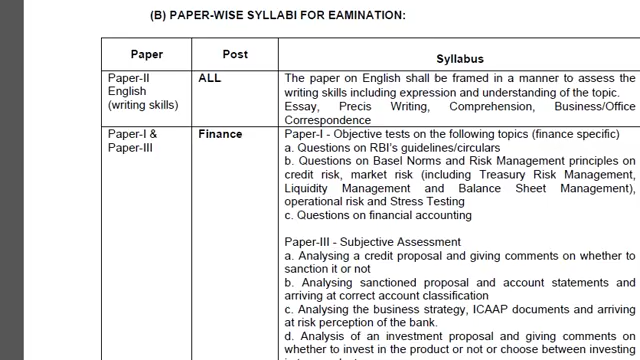 (B) PAPER-WISE SYLLABI FOR EAMINATION:
Paper Post Syllabus
Paper-II
English
(writing skills)
ALL
The paper on English shall be framed in a manner to assess the
writing skills including expression and understanding of the topic.
Essay, Precis Writing, Comprehension, Business/Office
Correspondence
Paper-I &
Paper-III
Finance
Paper-I - Objective tests on the following topics (finance specific)
a. Questions on RBI's guidelines/circulars
b. Questions on Basel Norms and Risk Management principles on
credit risk, market risk (including Treasury Risk Management,
Liquidity Management and Balance Sheet Management),
operational risk and Stress Testing
c. Questions on financial accounting
Paper-III - Subjective Assessment
a. Analysing a credit proposal and giving comments on whether to
sanction it or not
b. Analysing sanctioned proposal and account statements and
arriving at correct account classification
c. Analysing the business strategy, ICAAP documents and arriving
at risk perception of the bank.
d. Analysis of an investment proposal and giving comments on
whether to invest in the product or not or choose between investing